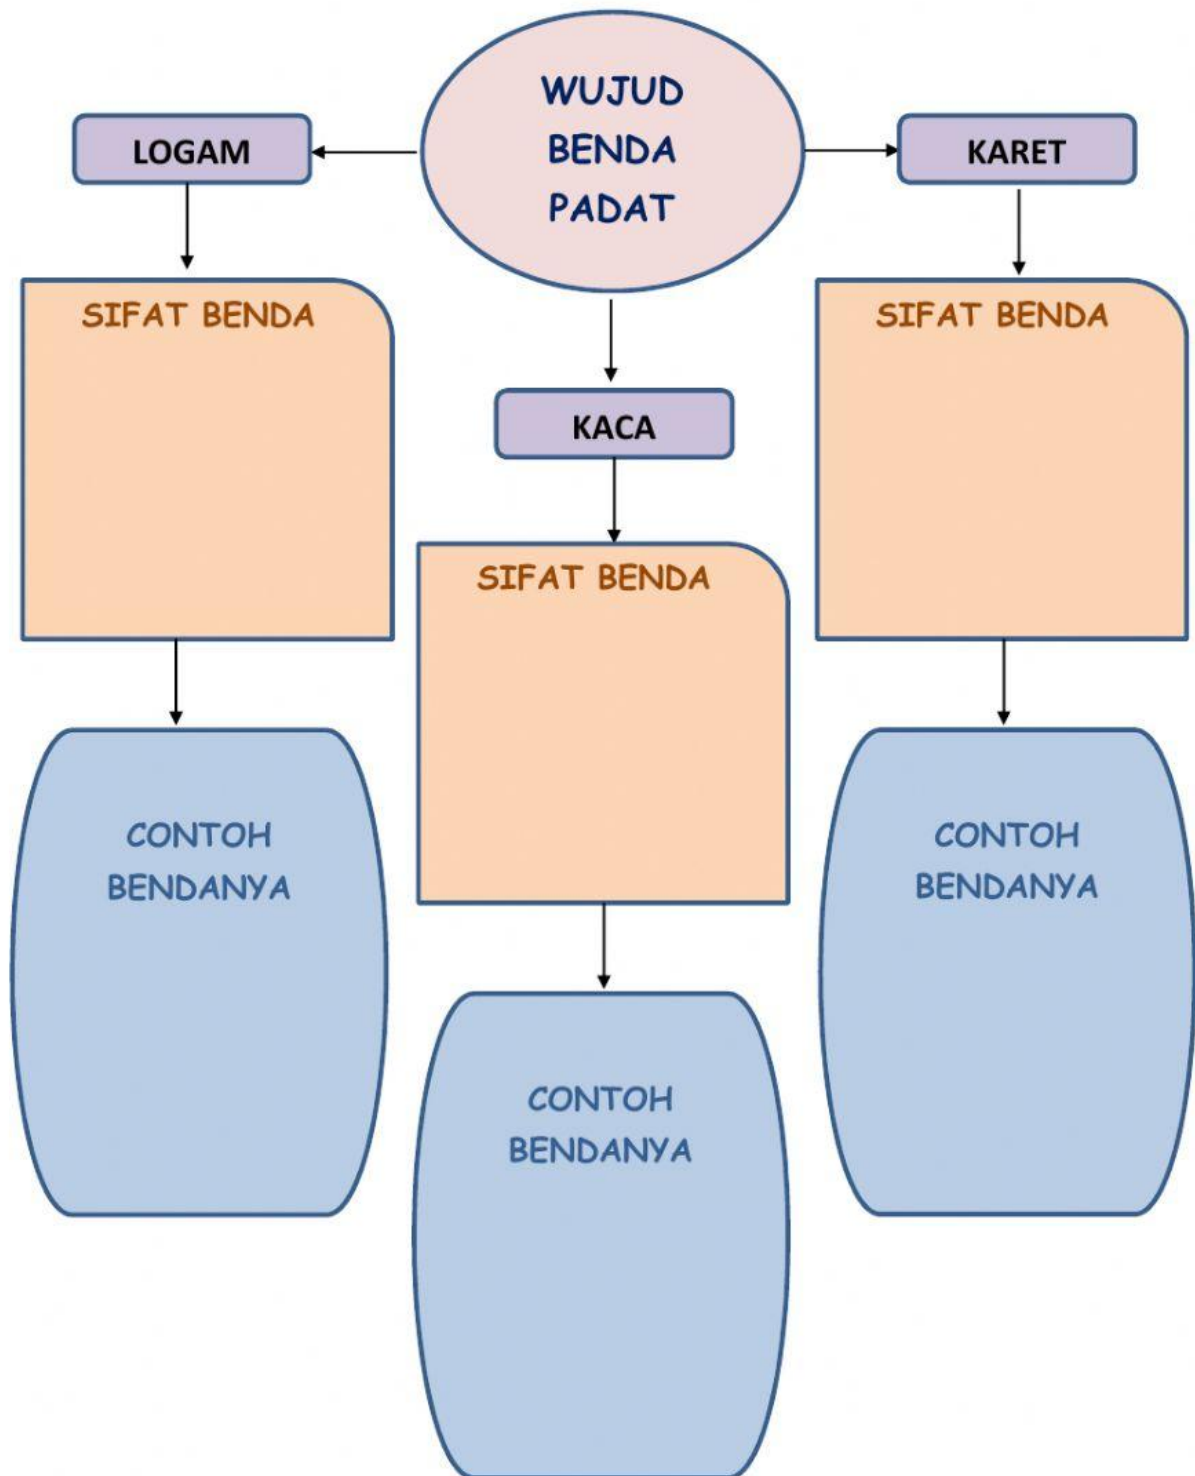 WUJUD
BENDA
PADAT
LOGAM
KARET
SIFAT BENDA
SIFAT BENDA
KACA
SIFAT BENDA
CONTOH
BENDANYA
CONTOH
BENDANYA
CONTOH
BENDANYA